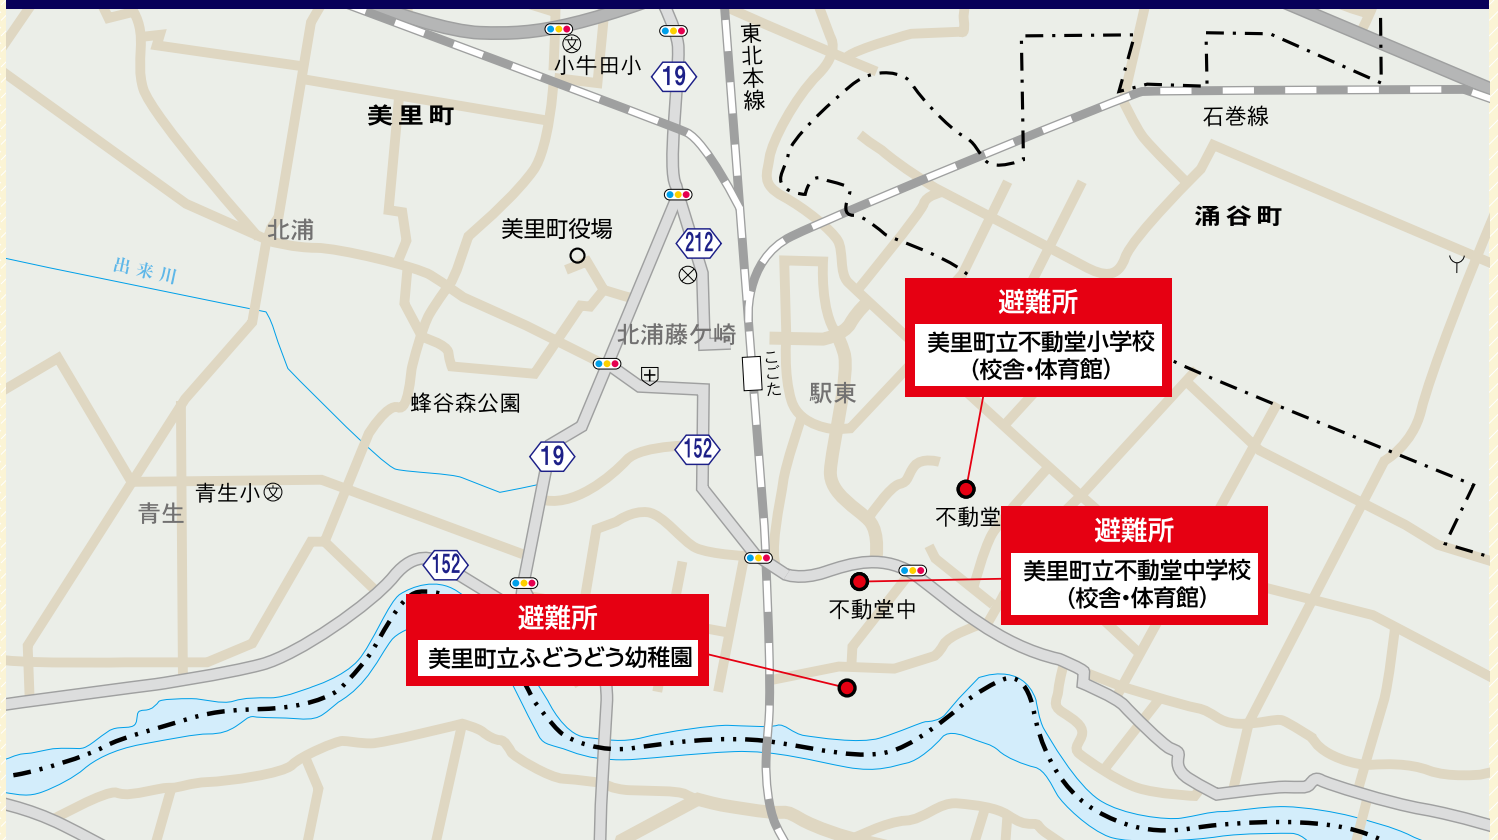 東北本線
小牛田小
19
美里町
石巻線
涌谷町
北浦
美里町役場
212
出来川
避難所
美里町立不動堂小学校
(校舎・体育館)
北浦藤ケ崎
こごた
駅東
蜂谷森公園
19
152
青生小
青生
不動堂
避難所
美里町立不動堂中学校
(校舎・体育館)
152
不動堂中
避難所
美里町立ふどうどう幼稚園